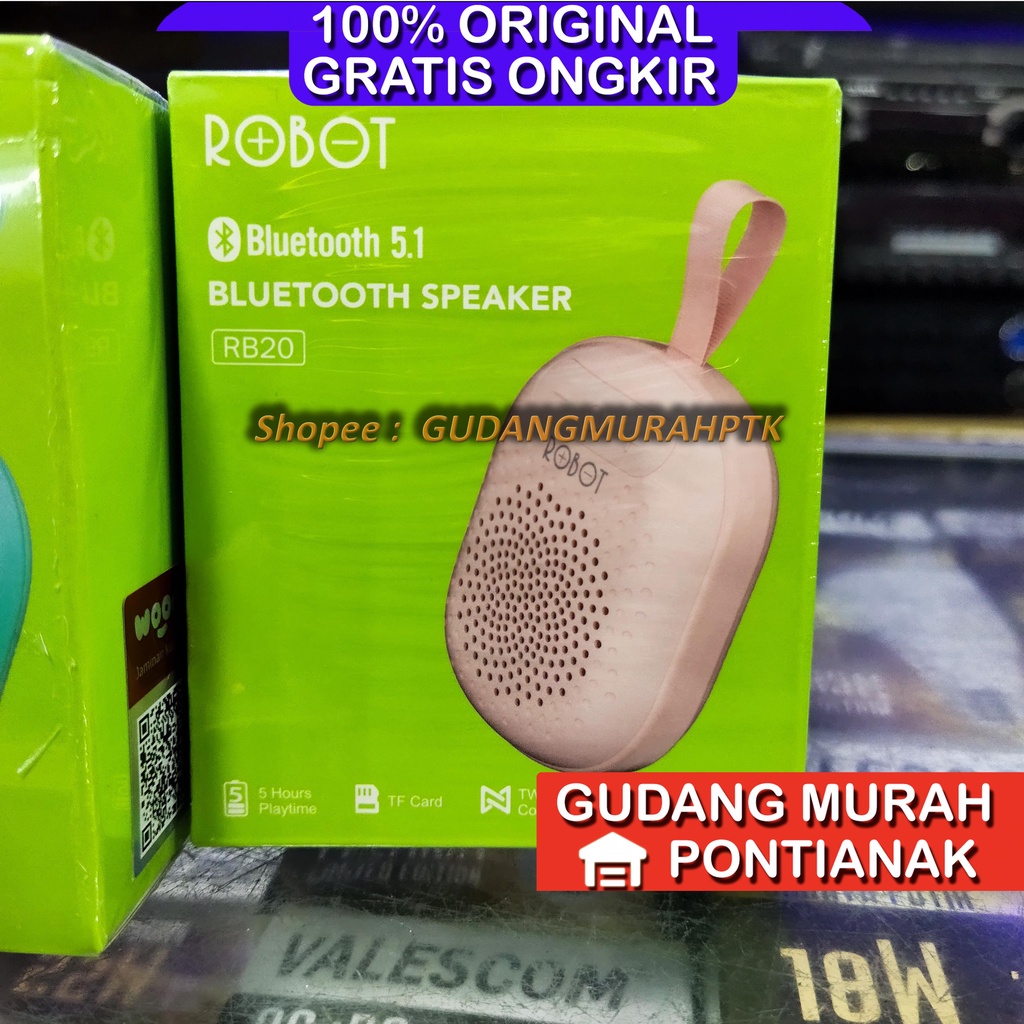 100% ORIGINAL
GRATIS ONGKIR
ROBOT
Bluetooth 5.1
BLUETOOTH SPEAKER
RB20
Shopee : GUDANGMURAHPTK
ROBOT
5 Hours
Playtime
TF Card
GUDANG MURAH
PONTIANAK
VALESCOM